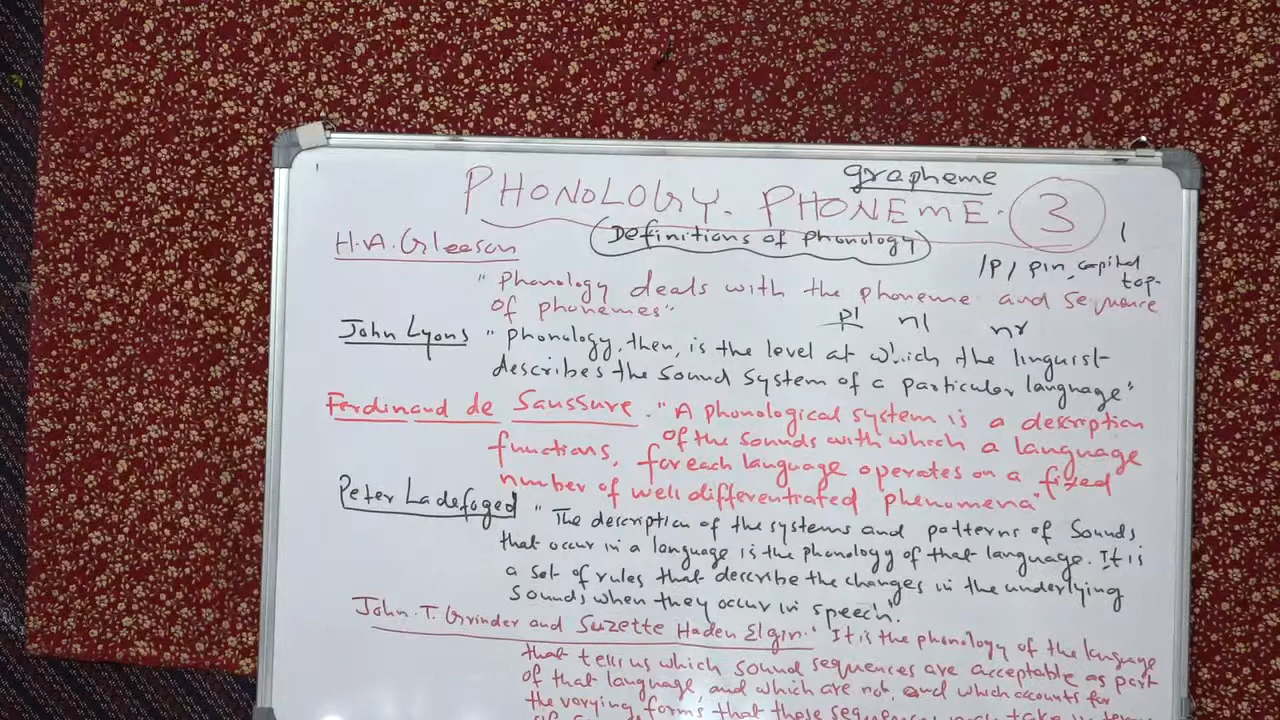 grapheme
PHONOLOGY. PHONEME. 3
Definitions of phonology
H.A. Gleason
/p/ pin, capital
top
"Phonology deals with the phoneme and sequence
of phonemes"
pl nl nr
John Lyons "phonology, then, is the level at which the linguist
describes the sound system of a particular language"
Ferdinand de Saussure. "A phonological system is a description
of the sounds with which a language
functions, for each language operates on a fixed
number of well differentiated 'phenomena"
Peter Ladefoged "The description of the systems and patterns of sounds
that occur in a language is the phonology of that language. It is
a set of rules that describe the changes in the underlying
sounds when they occur in speech".
John. T. Grinder and Suzette Haden Elgin. "It is the phonology of the language
that tells us which sound sequences are acceptable as part
of that language, and which are not, and which accounts for
the varying forms that these